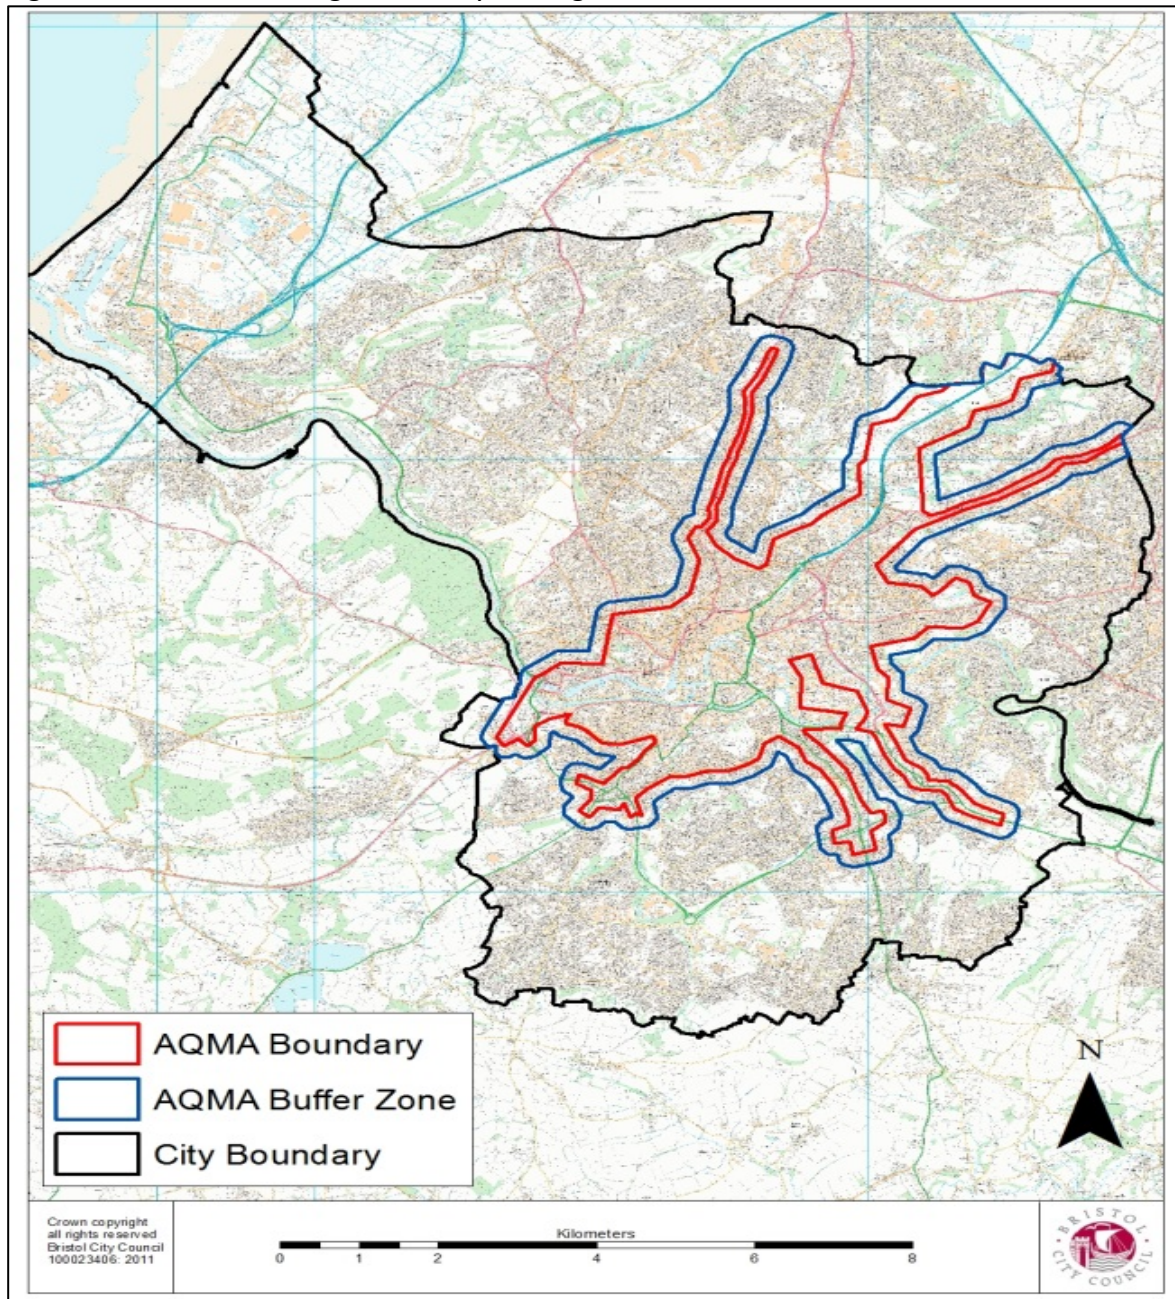 AQMA Boundary
AQMA Buffer Zone
City Boundary
N
Crown copyright
all rights reserved
Bristol City Council
100023406: 2011
Kilometers
0 1 2 4 6 8
BRISTOL
CITY COUNCIL